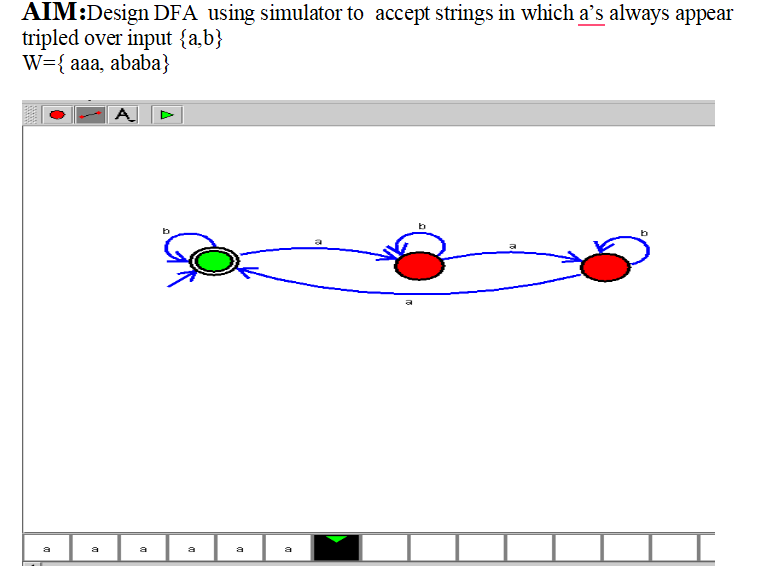 AIM:Design DFA using simulator to accept strings in which a's always appear
tripled over input {a,b}
W={ aaa, ababa}
A
b
a
b
a
b
a
a a a a a a